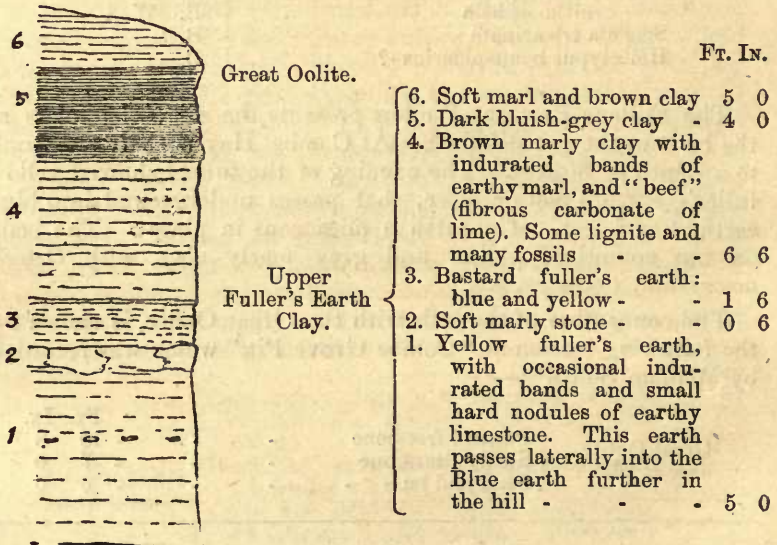 Great Oolite.
FT. IN.
6
5
4
3
2
1
Upper
Fuller's Earth
Clay.
6. Soft marl and brown clay 5 0
5. Dark bluish-grey clay 4 0
4. Brown marly clay with
indurated bands of
earthy marl, and "beef"
(fibrous carbonate of
lime). Some lignite and
many fossils - - 6 6
3. Bastard fuller's earth:
blue and yellow - - 1 6
2. Soft marly stone - - 0 6
1. Yellow fuller's earth,
with occasional indu-
rated bands and small
hard nodules of earthy
limestone. This earth
passes laterally into the
Blue earth further in
the hill - - - 5 0